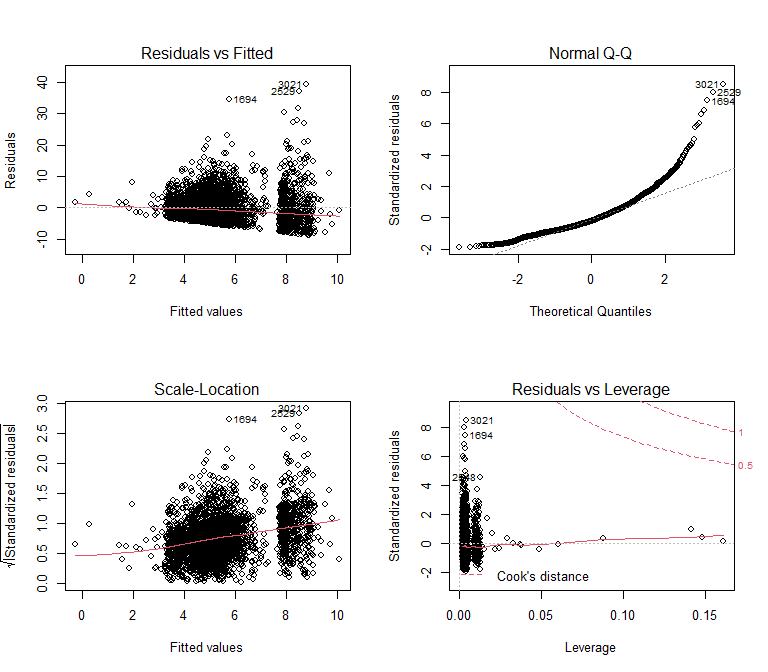 Residuals vs Fitted
Residuals
40
30
20
10
0
-10
3021
2529
1694
0 2 4 6 8 10
Fitted values
Normal Q-Q
Standardized residuals
8
6
4
2
0
-2
3021
2529
1694
-2 0 2
Theoretical Quantiles
Scale-Location
√|Standardized residuals|
3.0
2.5
2.0
1.5
1.0
0.5
0.0
3021
2529
1694
0 2 4 6 8 10
Fitted values
Residuals vs Leverage
Standardized residuals
8
6
4
2
0
-2
3021
1694
2548
1
0.5
Cook's distance
0.00 0.05 0.10 0.15
Leverage